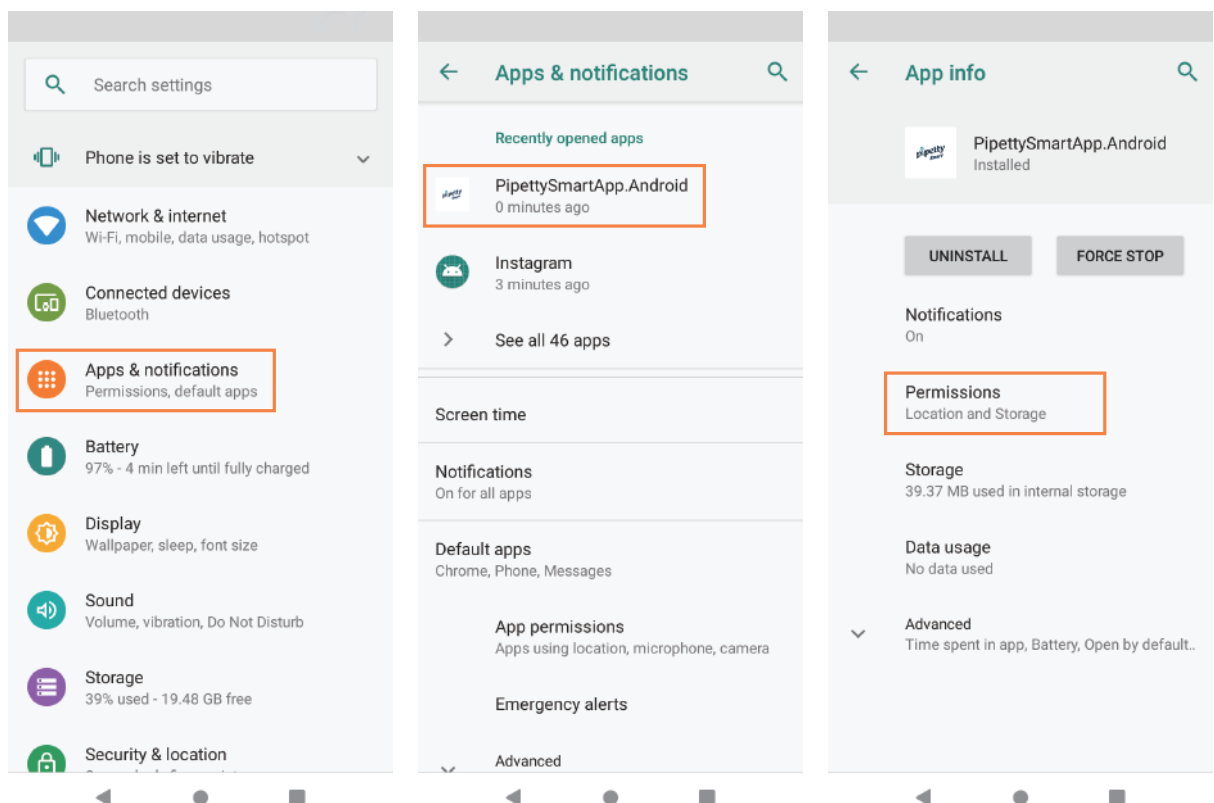 Search settings
Phone is set to vibrate
Network & internet
Wi-Fi, mobile, data usage, hotspot
Connected devices
Bluetooth
Apps & notifications
Permissions, default apps
Battery
97% - 4 min left until fully charged
Display
Wallpaper, sleep, font size
Sound
Volume, vibration, Do Not Disturb
Storage
39% used - 19.48 GB free
Security & location
Apps & notifications
Recently opened apps
pipetty
PipettySmartApp.Android
0 minutes ago
Instagram
3 minutes ago
See all 46 apps
Screen time
Notifications
On for all apps
Default apps
Chrome, Phone, Messages
App permissions
Apps using location, microphone, camera
Emergency alerts
Advanced
App info
pipetty
smart
PipettySmartApp.Android
Installed
UNINSTALL
FORCE STOP
Notifications
On
Permissions
Location and Storage
Storage
39.37 MB used in internal storage
Data usage
No data used
Advanced
Time spent in app, Battery, Open by default..